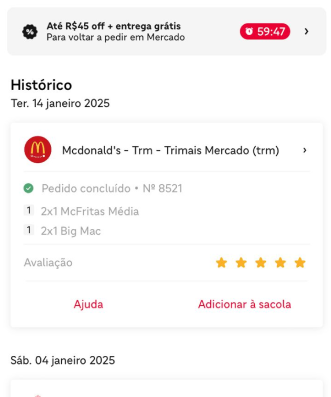 Até R$45 off + entrega grátis
Para voltar a pedir em Mercado
59:47
Histórico
Ter. 14 janeiro 2025
Mcdonald's - Trm - Trimais Mercado (trm)
Pedido concluído • Nº 8521
1 2x1 McFritas Média
1 2x1 Big Mac
Avaliação
Ajuda Adicionar à sacola
Sáb. 04 janeiro 2025